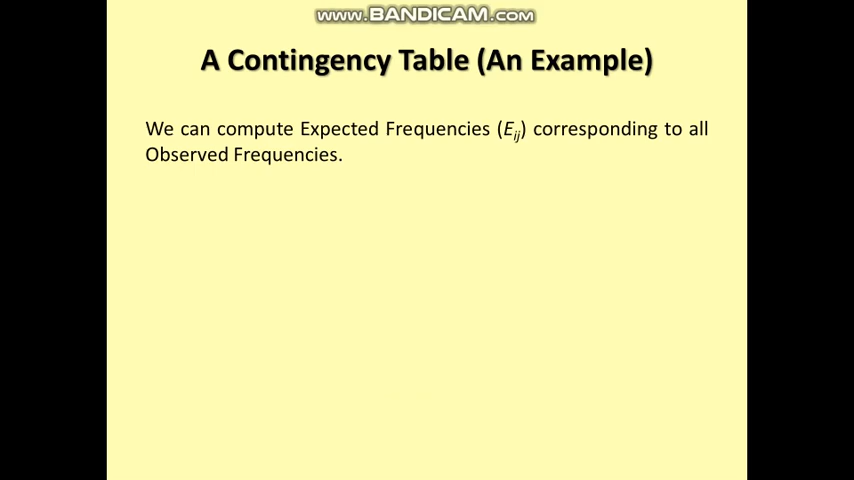 www.BANDICAM.com
A Contingency Table (An Example)
We can compute Expected Frequencies (Eij) corresponding to all
Observed Frequencies.